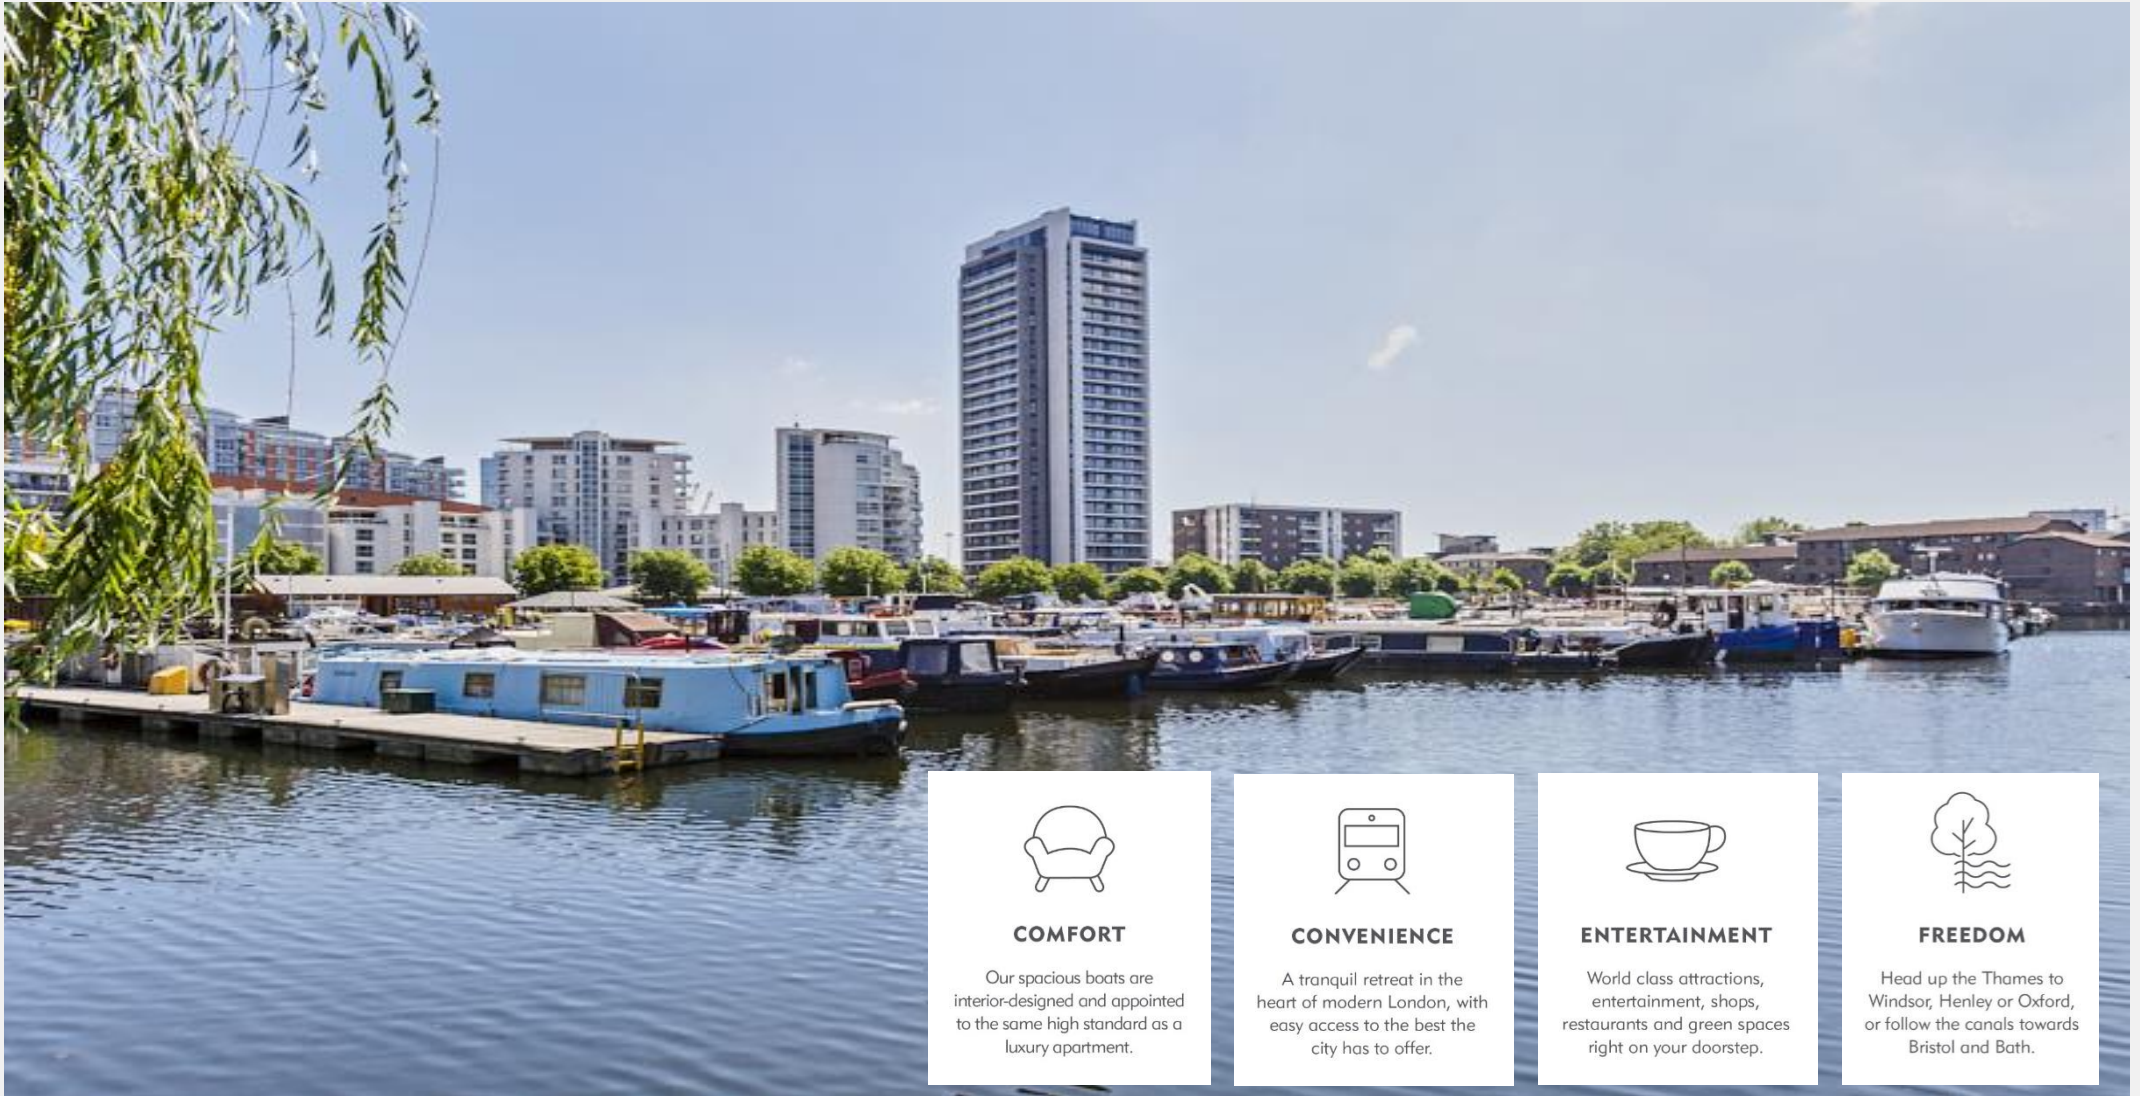 COMFORT
Our spacious boats are
interior-designed and appointed
to the same high standard as a
luxury apartment.
CONVENIENCE
A tranquil retreat in the
heart of modern London, with
easy access to the best the
city has to offer.
ENTERTAINMENT
World class attractions,
entertainment, shops,
restaurants and green spaces
right on your doorstep.
FREEDOM
Head up the Thames to
Windsor, Henley or Oxford,
or follow the canals towards
Bristol and Bath.